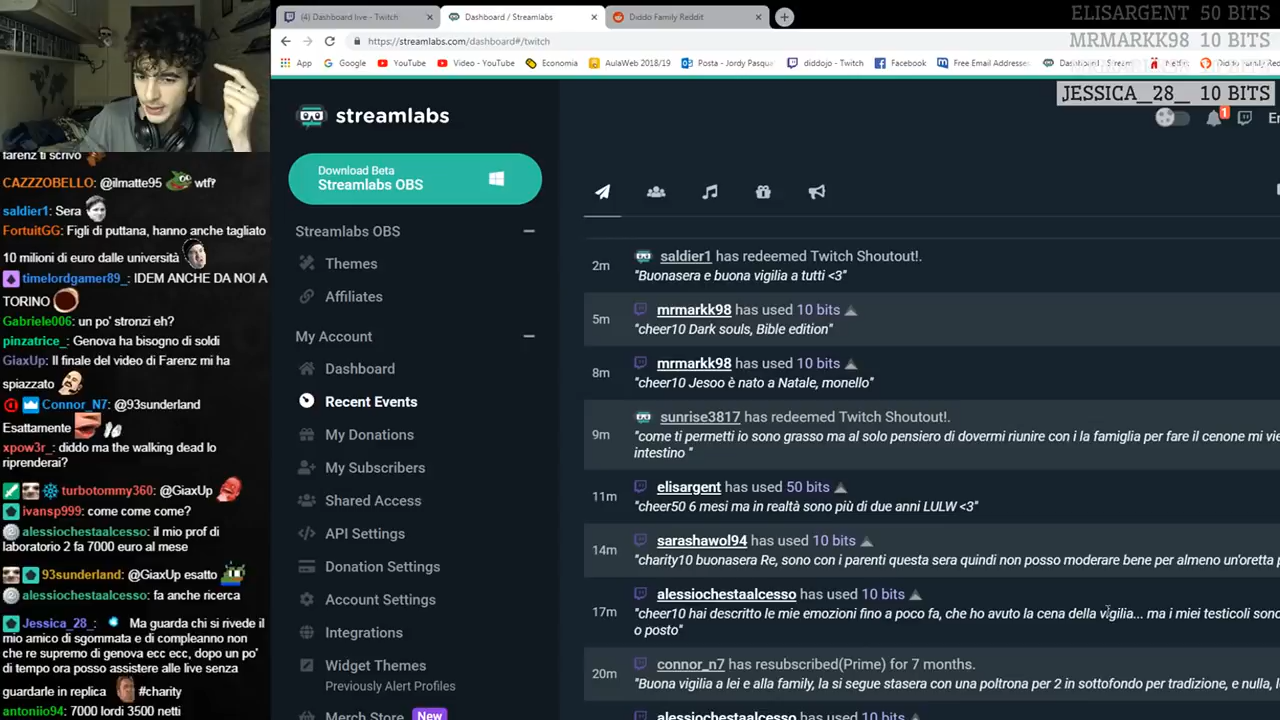 (4) Dashboard live - Twitch
Dashboard / Streamlabs
Diddo Family Reddit
https://streamlabs.com/dashboard#/twitch
App
Google
YouTube
Video - YouTube
Economia
AulaWeb 2018/19
Posta - Jordy Pasqua
diddojo - Twitch
Facebook
Free Email Addresses
ELISARGENT 50 BITS
MRMARKK98 10 BITS
JESSICA_28_ 10 BITS
streamlabs
Download Beta
Streamlabs OBS
Streamlabs OBS
Themes
Affiliates
My Account
Dashboard
Recent Events
My Donations
My Subscribers
Shared Access
API Settings
Donation Settings
Account Settings
Integrations
Widget Themes
Previously Alert Profiles
Merch Store New
1
2m saldier1 has redeemed Twitch Shoutout!.
"Buonasera e buona vigilia a tutti <3"
5m mrmarkk98 has used 10 bits
"cheer10 Dark souls, Bible edition"
8m mrmarkk98 has used 10 bits
"cheer10 Jesoo è nato a Natale, monello"
9m sunrise3817 has redeemed Twitch Shoutout!.
"come ti permetti io sono grasso ma al solo pensiero di dovermi riunire con i la famiglia per fare il cenone mi vie
intestino "
11m elisargent has used 50 bits
"cheer50 6 mesi ma in realtà sono più di due anni LULW <3"
14m sarashawol94 has used 10 bits
"charity10 buonasera Re, sono con i parenti questa sera quindi non posso moderare bene per almeno un'oretta p
17m alessiochestaalcesso has used 10 bits
"cheer10 hai descritto le mie emozioni fino a poco fa, che ho avuto la cena della vigilia... ma i miei testicoli sono
o posto"
20m connor_n7 has resubscribed(Prime) for 7 months.
"Buona vigilia a lei e alla family, la si segue stasera con una poltrona per 2 in sottofondo per tradizione, e nulla, l
alessiochestaalcesso has used 10 bits
farenz ti scrivo
CAZZZOBELLO: @ilmatte95 wtf?
saldier1: Sera
FortuitGG: Figli di puttana, hanno anche tagliato
10 milioni di euro dalle università
timelordgamer89_: IDEM ANCHE DA NOI A
TORINO
Gabriele006: un po' stronzi eh?
pinzatrice_: Genova ha bisogno di soldi
GiaxUp: Il finale del video di Farenz mi ha
spiazzato
Connor_N7: @93sunderland
Esattamente
xpow3r_: diddo ma the walking dead lo
riprenderai?
turbotommy360: @GiaxUp
ivansp999: come come come?
alessiochestaalcesso: il mio prof di
laboratorio 2 fa 7000 euro al mese
93sunderland: @GiaxUp esatto
alessiochestaalcesso: fa anche ricerca
Jessica_28_: Ma guarda chi si rivede il
mio amico di sgommata e di compleanno non
che re supremo di genova ecc ecc, dopo un po'
di tempo ora posso assistere alle live senza
guardarle in replica #charity
antoniio94: 7000 lordi 3500 netti